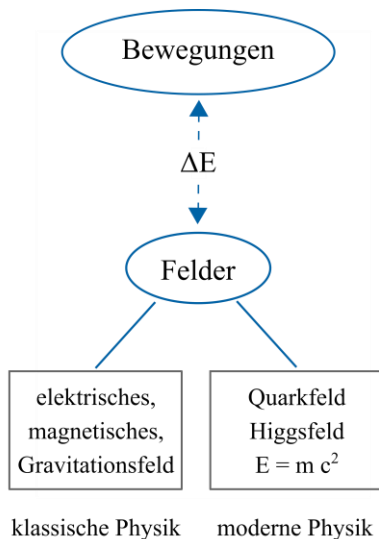 Bewegungen
ΔE
Felder
elektrisches,
magnetisches,
Gravitationsfeld
Quarkfeld
Higgsfeld
E = m c²
klassische Physik
moderne Physik